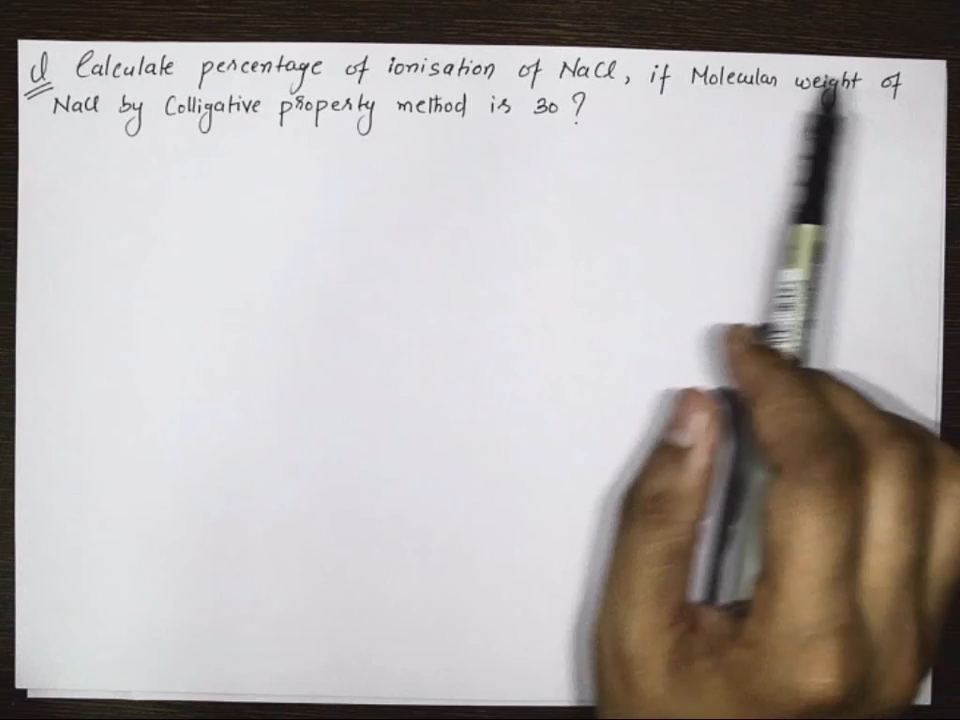 Q Calculate percentage of ionisation of NaCl, if Molecular weight of
NaCl by Colligative property method is 30 ?